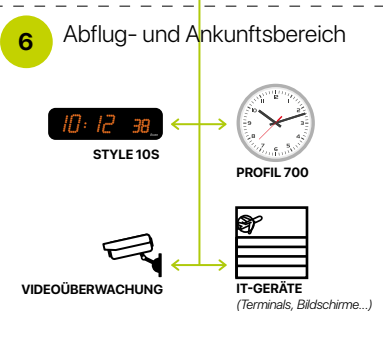 6
Abflug- und Ankunftsbereich
10:12 38
STYLE 10S
PROFIL 700
VIDEOÜBERWACHUNG
IT-GERÄTE
(Terminals, Bildschirme...)